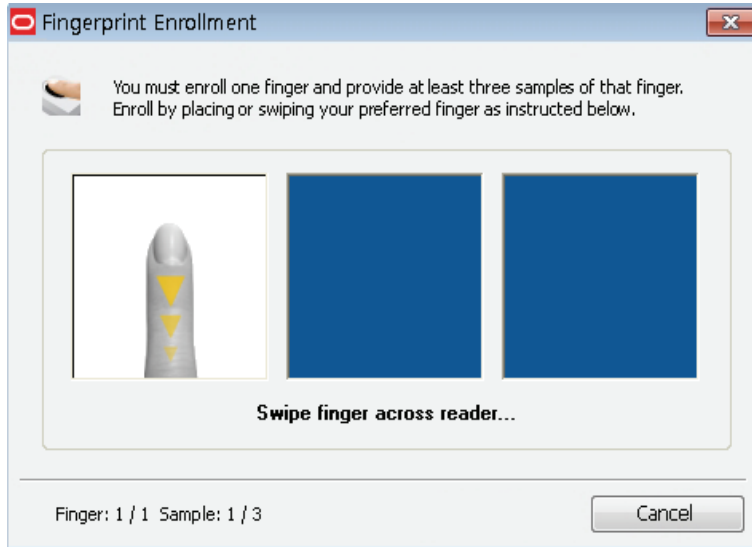 Fingerprint Enrollment
You must enroll one finger and provide at least three samples of that finger.
Enroll by placing or swiping your preferred finger as instructed below.
Swipe finger across reader...
Finger: 1 / 1 Sample: 1 / 3
Cancel